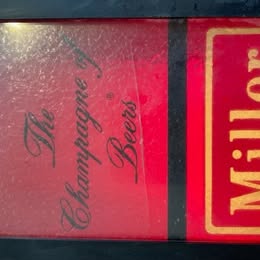 The
Champagne of
Beers®
Miller